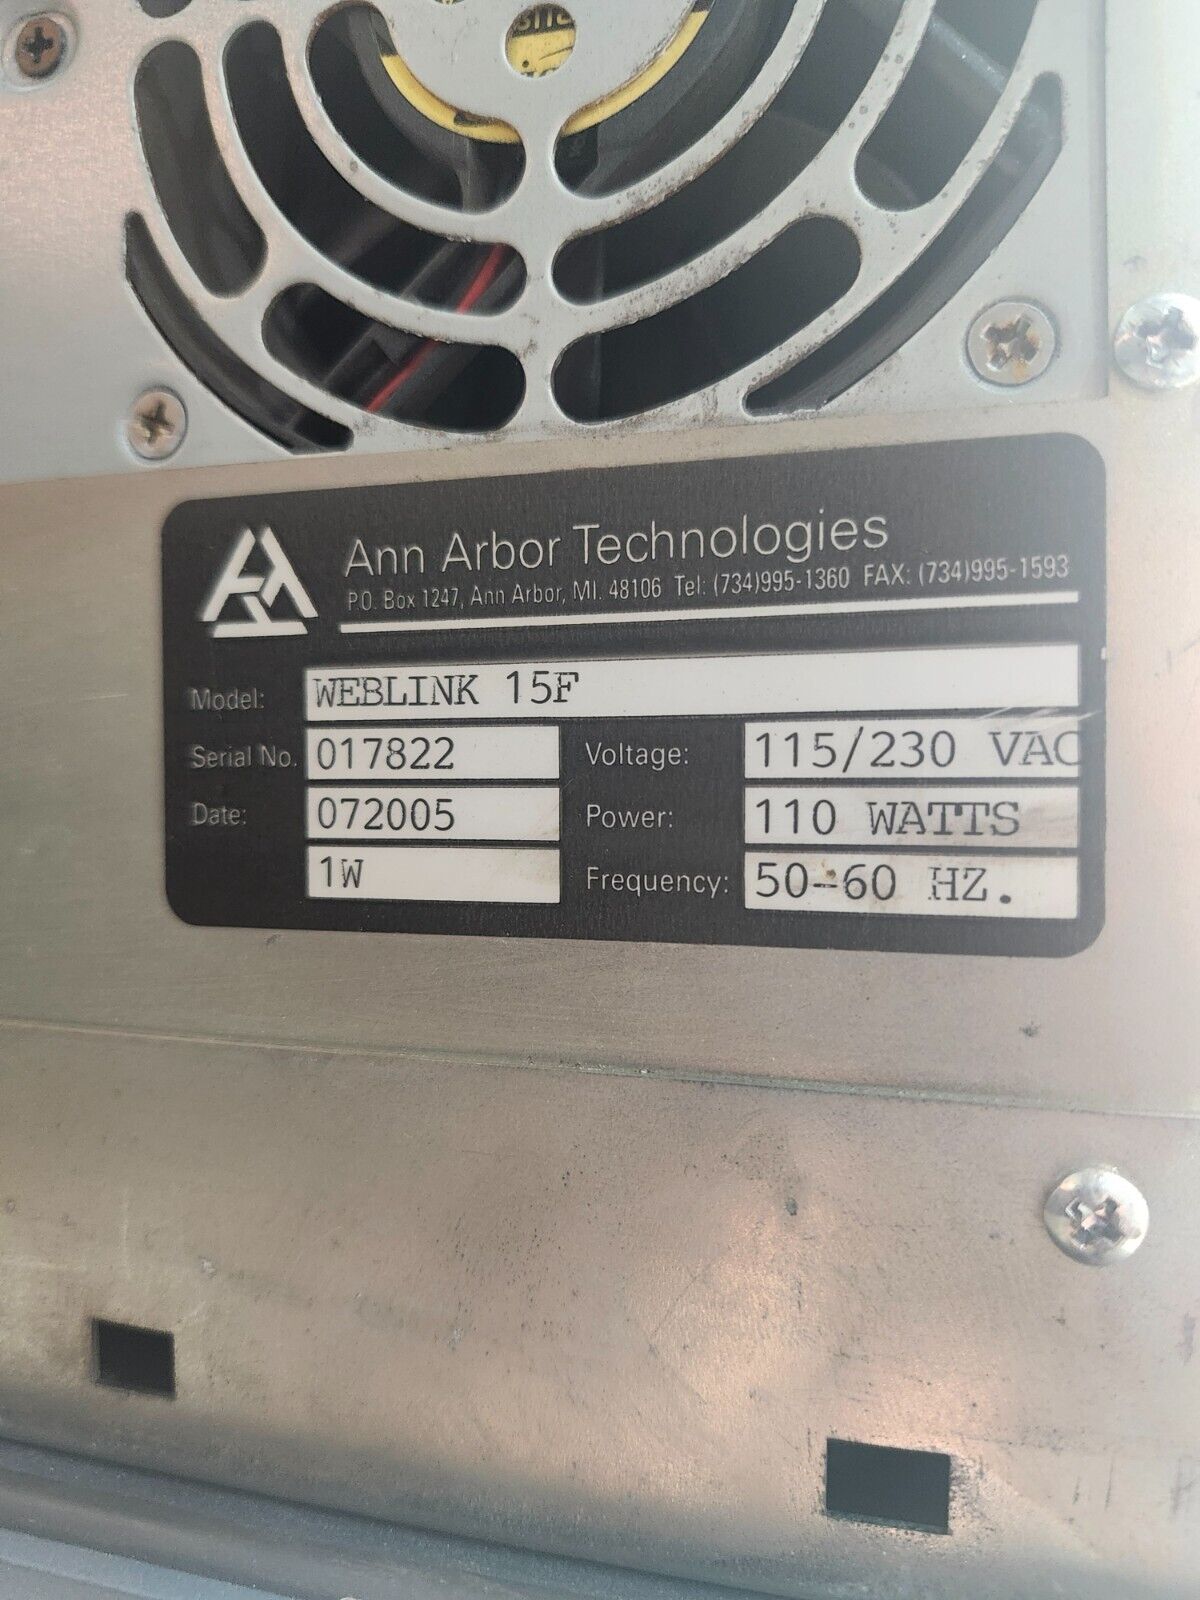 Ann Arbor Technologies
P.O. Box 1247, Ann Arbor, MI. 48106 Tel: (734)995-1360 FAX: (734)995-1593
Model: WEBLINK 15F
Serial No. 017822 Voltage: 115/230 VAC
Date: 072005 Power: 110 WATTS
1W Frequency: 50-60 HZ.